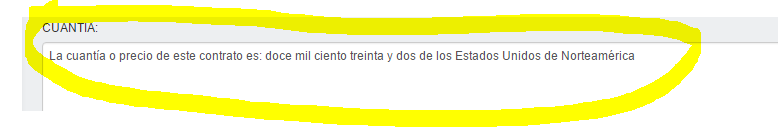 CUANTIA:
La cuantía o precio de este contrato es: doce mil ciento treinta y dos de los Estados Unidos de Norteamérica